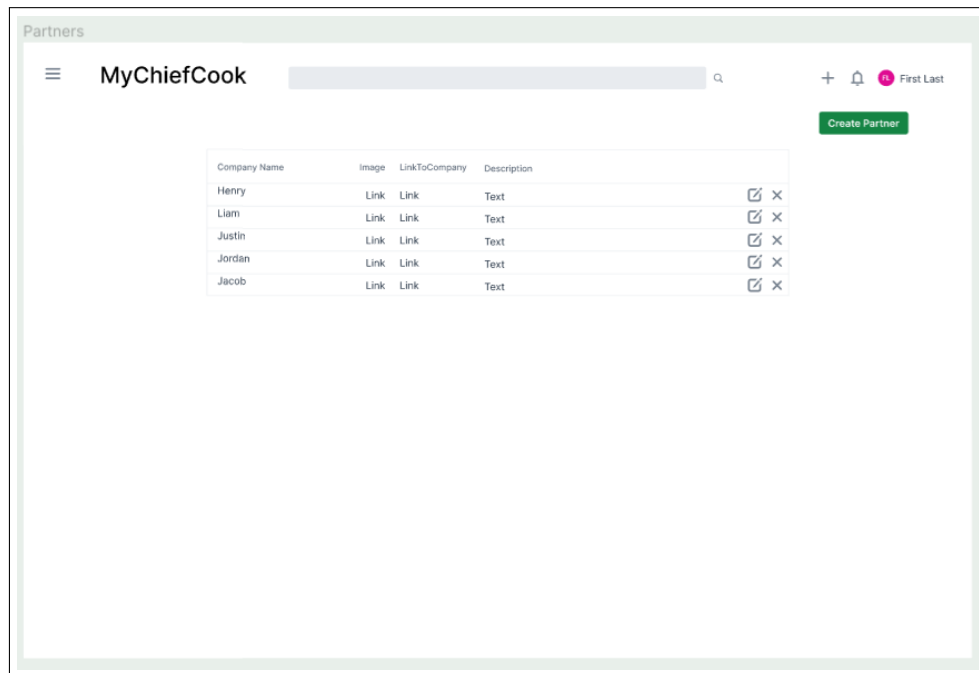 Partners
MyChiefCook
FL First Last
Create Partner
Company Name Image LinkToCompany Description
Henry Link Link Text
Liam Link Link Text
Justin Link Link Text
Jordan Link Link Text
Jacob Link Link Text